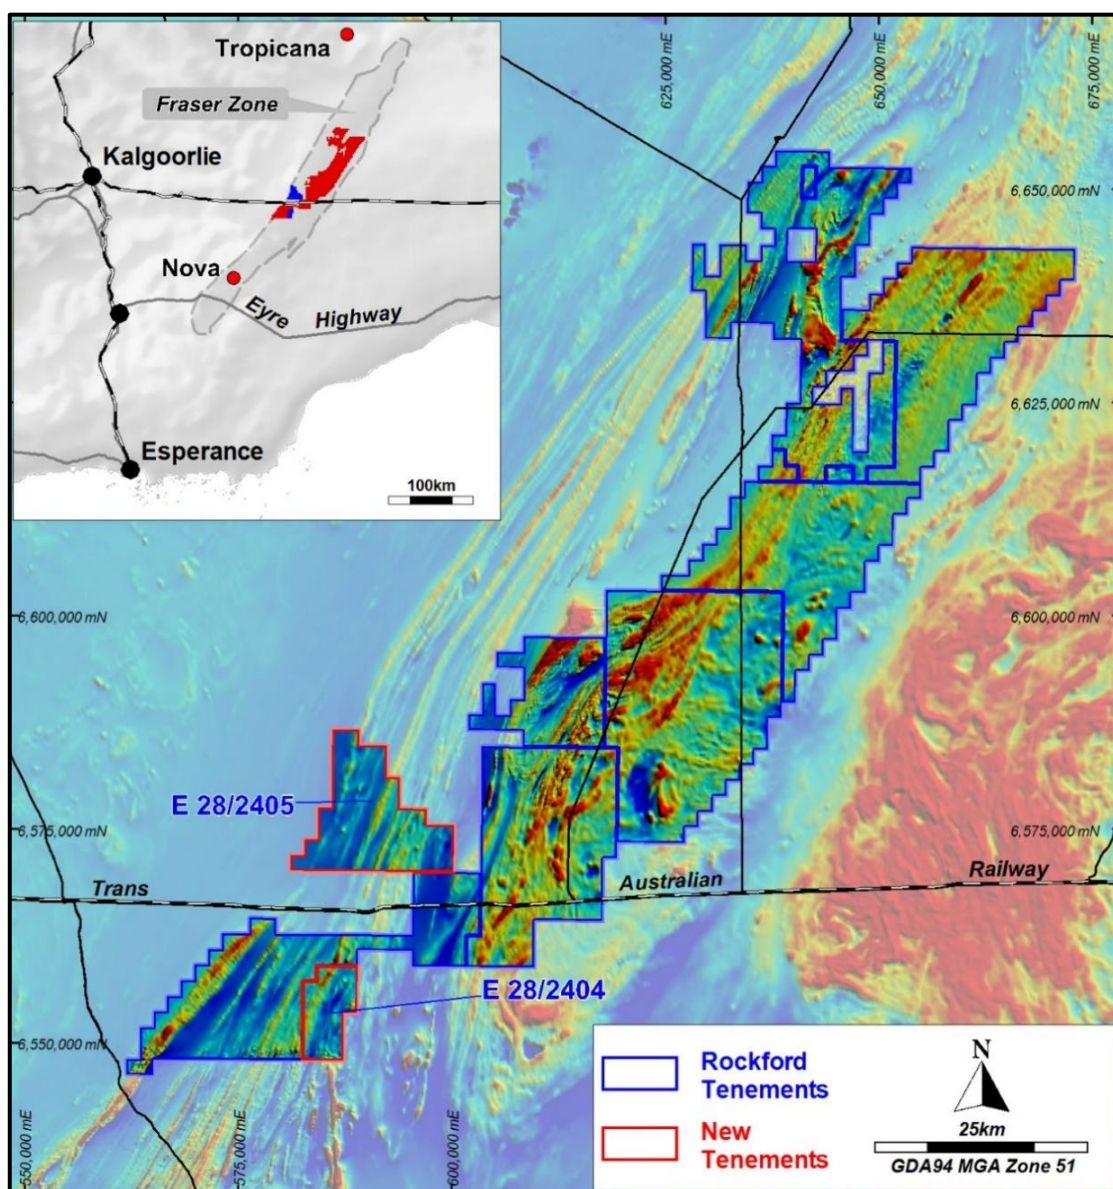 Tropicana
Fraser Zone
Kalgoorlie
Nova
Eyre
Highway
Esperance
100km
625,000 mE
650,000 mE
675,000 mE
6,650,000 mN
6,625,000 mN
6,600,000 mN
6,600,000 mN
E 28/2405
6,575,000 mN
6,575,000 mN
Trans
Australian
Railway
E 28/2404
6,550,000 mN
550,000 mE
575,000 mE
600,000 mE
Rockford
Tenements
New
Tenements
N
25km
GDA94 MGA Zone 51